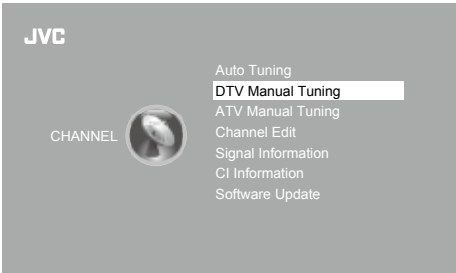 JVC
Auto Tuning
DTV Manual Tuning
ATV Manual Tuning
CHANNEL
Channel Edit
Signal Information
CI Information
Software Update